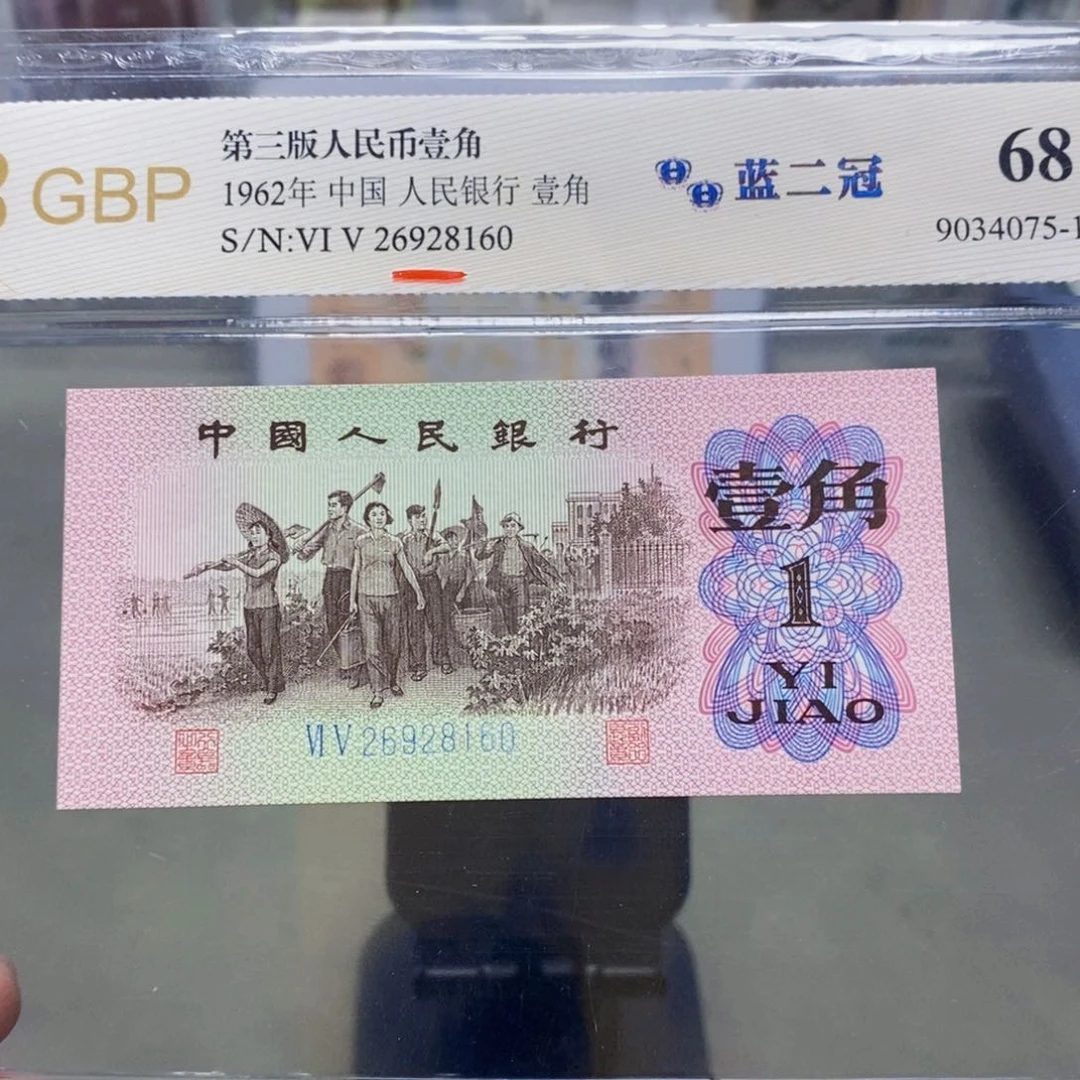 GBP
第三版人民币壹角
1962年 中国 人民银行 壹角
S/N:VI V 26928160
蓝二冠
68
9034075-1
中國人民銀行
壹角
1
YI
JIAO
VI V 26928160